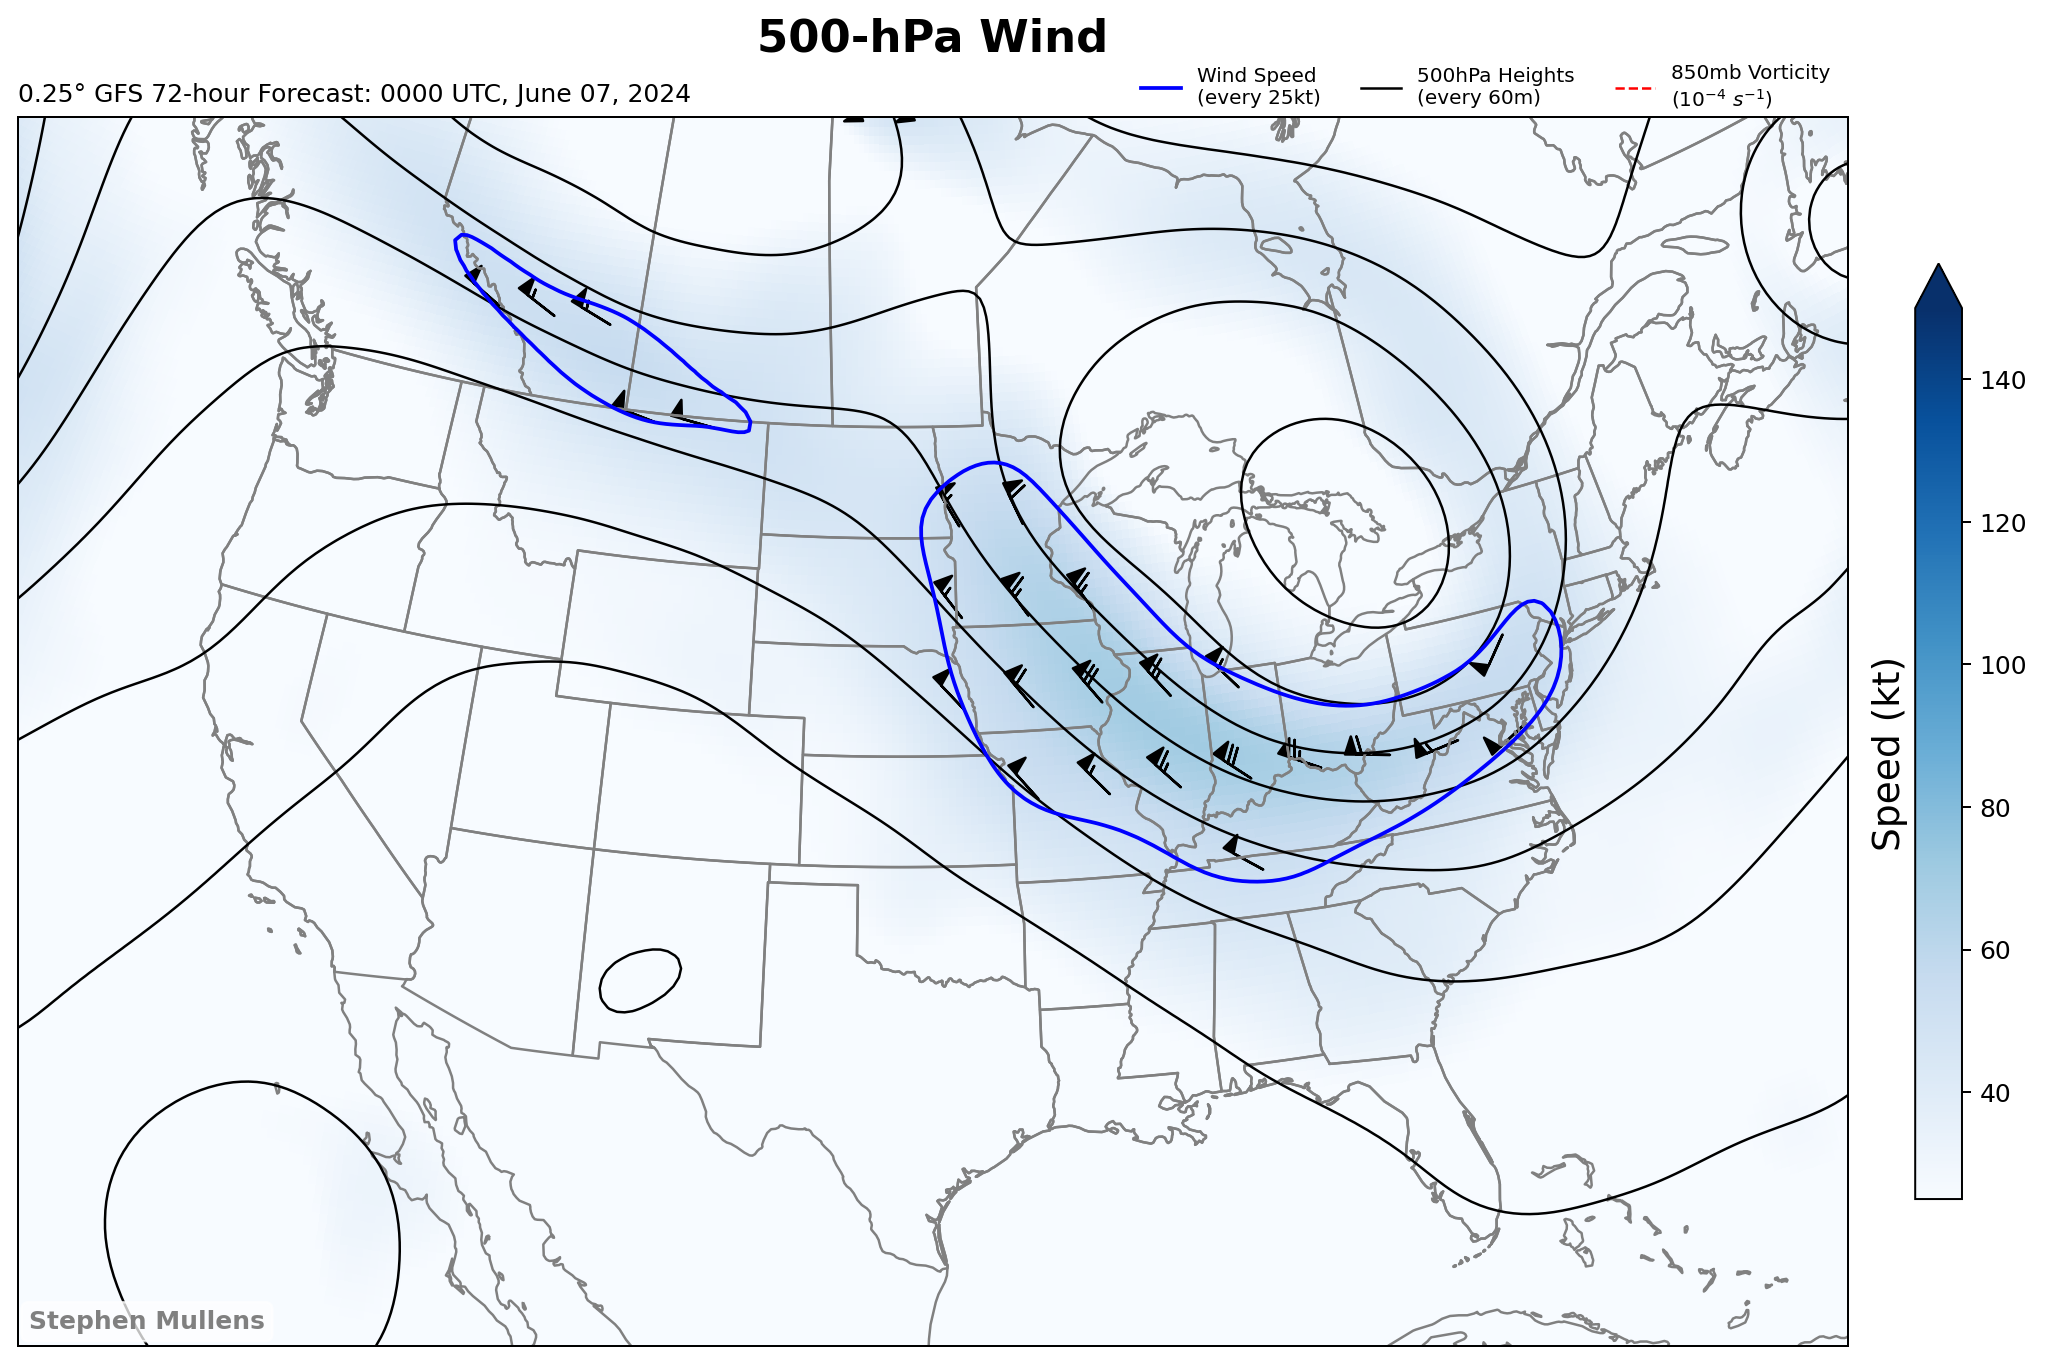 500-hPa Wind
0.25° GFS 72-hour Forecast: 0000 UTC, June 07, 2024
Wind Speed
(every 25kt)
500hPa Heights
(every 60m)
850mb Vorticity
(10⁻⁴ s⁻¹)
140
120
100
80
60
40
Speed (kt)
Stephen Mullens